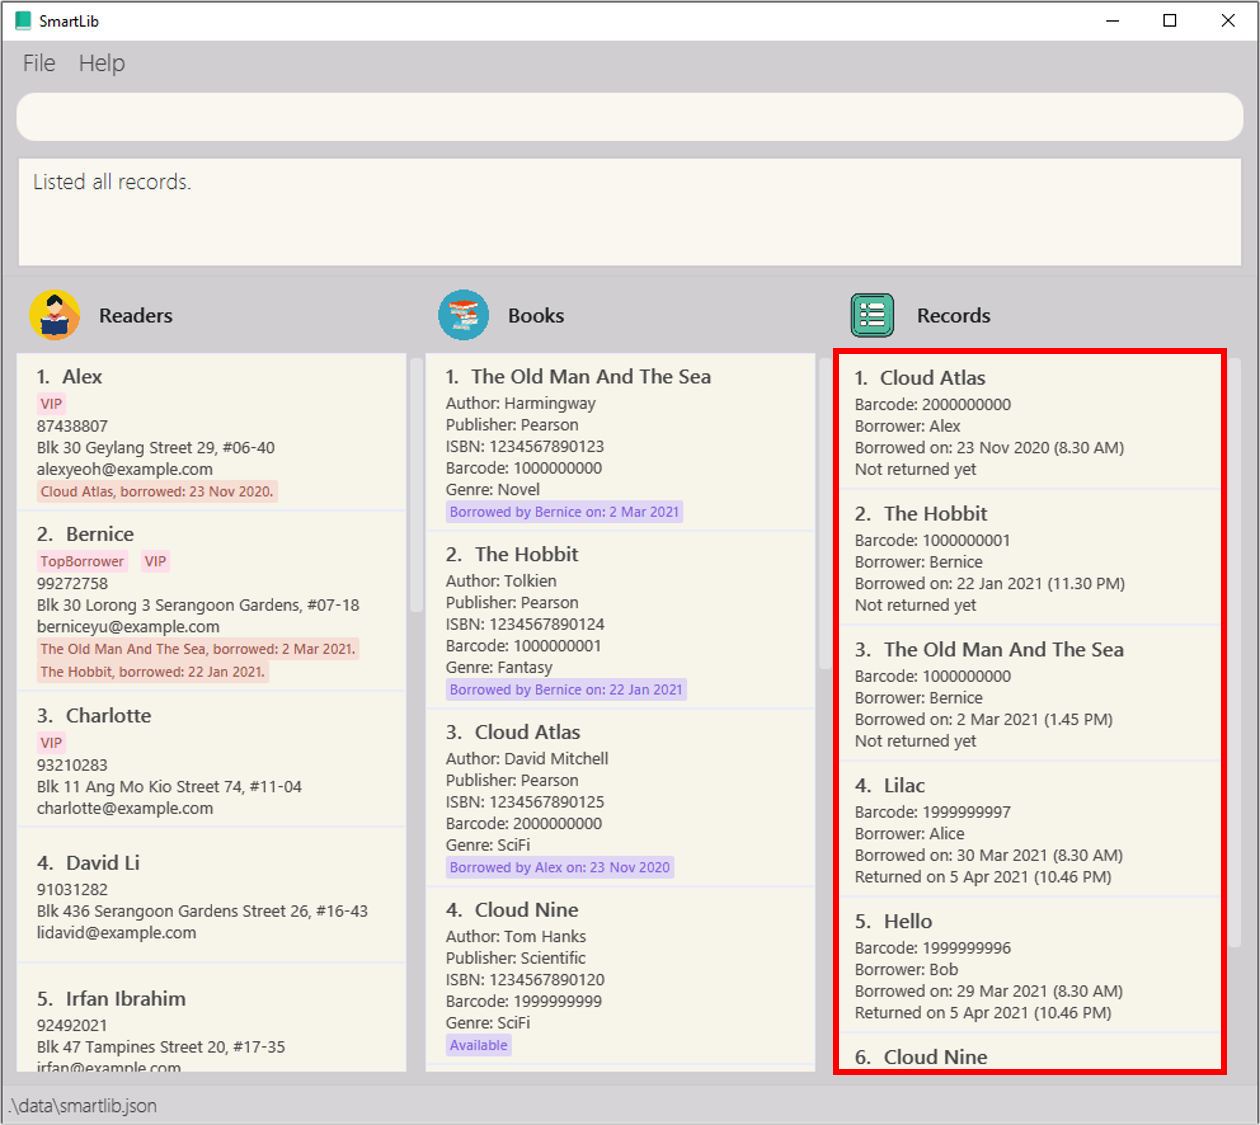 SmartLib
File Help
Listed all records.
Readers
1. Alex
VIP
87438807
Blk 30 Geylang Street 29, #06-40
alexyeoh@example.com
Cloud Atlas, borrowed: 23 Nov 2020.
2. Bernice
TopBorrower VIP
99272758
Blk 30 Lorong 3 Serangoon Gardens, #07-18
berniceyu@example.com
The Old Man And The Sea, borrowed: 2 Mar 2021.
The Hobbit, borrowed: 22 Jan 2021.
3. Charlotte
VIP
93210283
Blk 11 Ang Mo Kio Street 74, #11-04
charlotte@example.com
4. David Li
91031282
Blk 436 Serangoon Gardens Street 26, #16-43
lidavid@example.com
5. Irfan Ibrahim
92492021
Blk 47 Tampines Street 20, #17-35
irfan@example.com
Books
1. The Old Man And The Sea
Author: Harmingway
Publisher: Pearson
ISBN: 1234567890123
Barcode: 1000000000
Genre: Novel
Borrowed by Bernice on: 2 Mar 2021
2. The Hobbit
Author: Tolkien
Publisher: Pearson
ISBN: 1234567890124
Barcode: 1000000001
Genre: Fantasy
Borrowed by Bernice on: 22 Jan 2021
3. Cloud Atlas
Author: David Mitchell
Publisher: Pearson
ISBN: 1234567890125
Barcode: 2000000000
Genre: SciFi
Borrowed by Alex on: 23 Nov 2020
4. Cloud Nine
Author: Tom Hanks
Publisher: Scientific
ISBN: 1234567890120
Barcode: 1999999999
Genre: SciFi
Available
Records
1. Cloud Atlas
Barcode: 2000000000
Borrower: Alex
Borrowed on: 23 Nov 2020 (8.30 AM)
Not returned yet
2. The Hobbit
Barcode: 1000000001
Borrower: Bernice
Borrowed on: 22 Jan 2021 (11.30 PM)
Not returned yet
3. The Old Man And The Sea
Barcode: 1000000000
Borrower: Bernice
Borrowed on: 2 Mar 2021 (1.45 PM)
Not returned yet
4. Lilac
Barcode: 1999999997
Borrower: Alice
Borrowed on: 30 Mar 2021 (8.30 AM)
Returned on 5 Apr 2021 (10.46 PM)
5. Hello
Barcode: 1999999996
Borrower: Bob
Borrowed on: 29 Mar 2021 (8.30 AM)
Returned on 5 Apr 2021 (10.46 PM)
6. Cloud Nine
.\data\smartlib.json